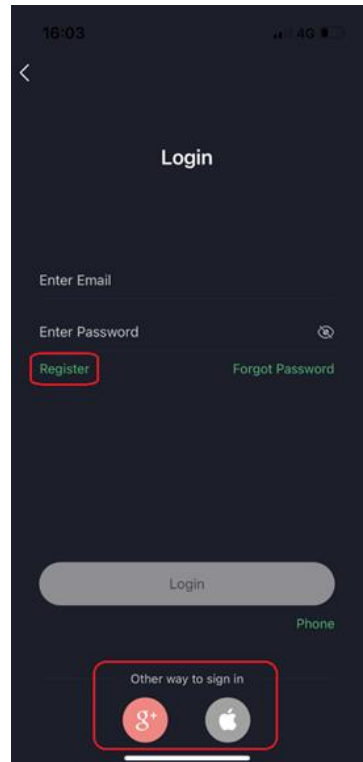 16:03 4G
Login
Enter Email
Enter Password
Register Forgot Password
Login
Phone
Other way to sign in
g+